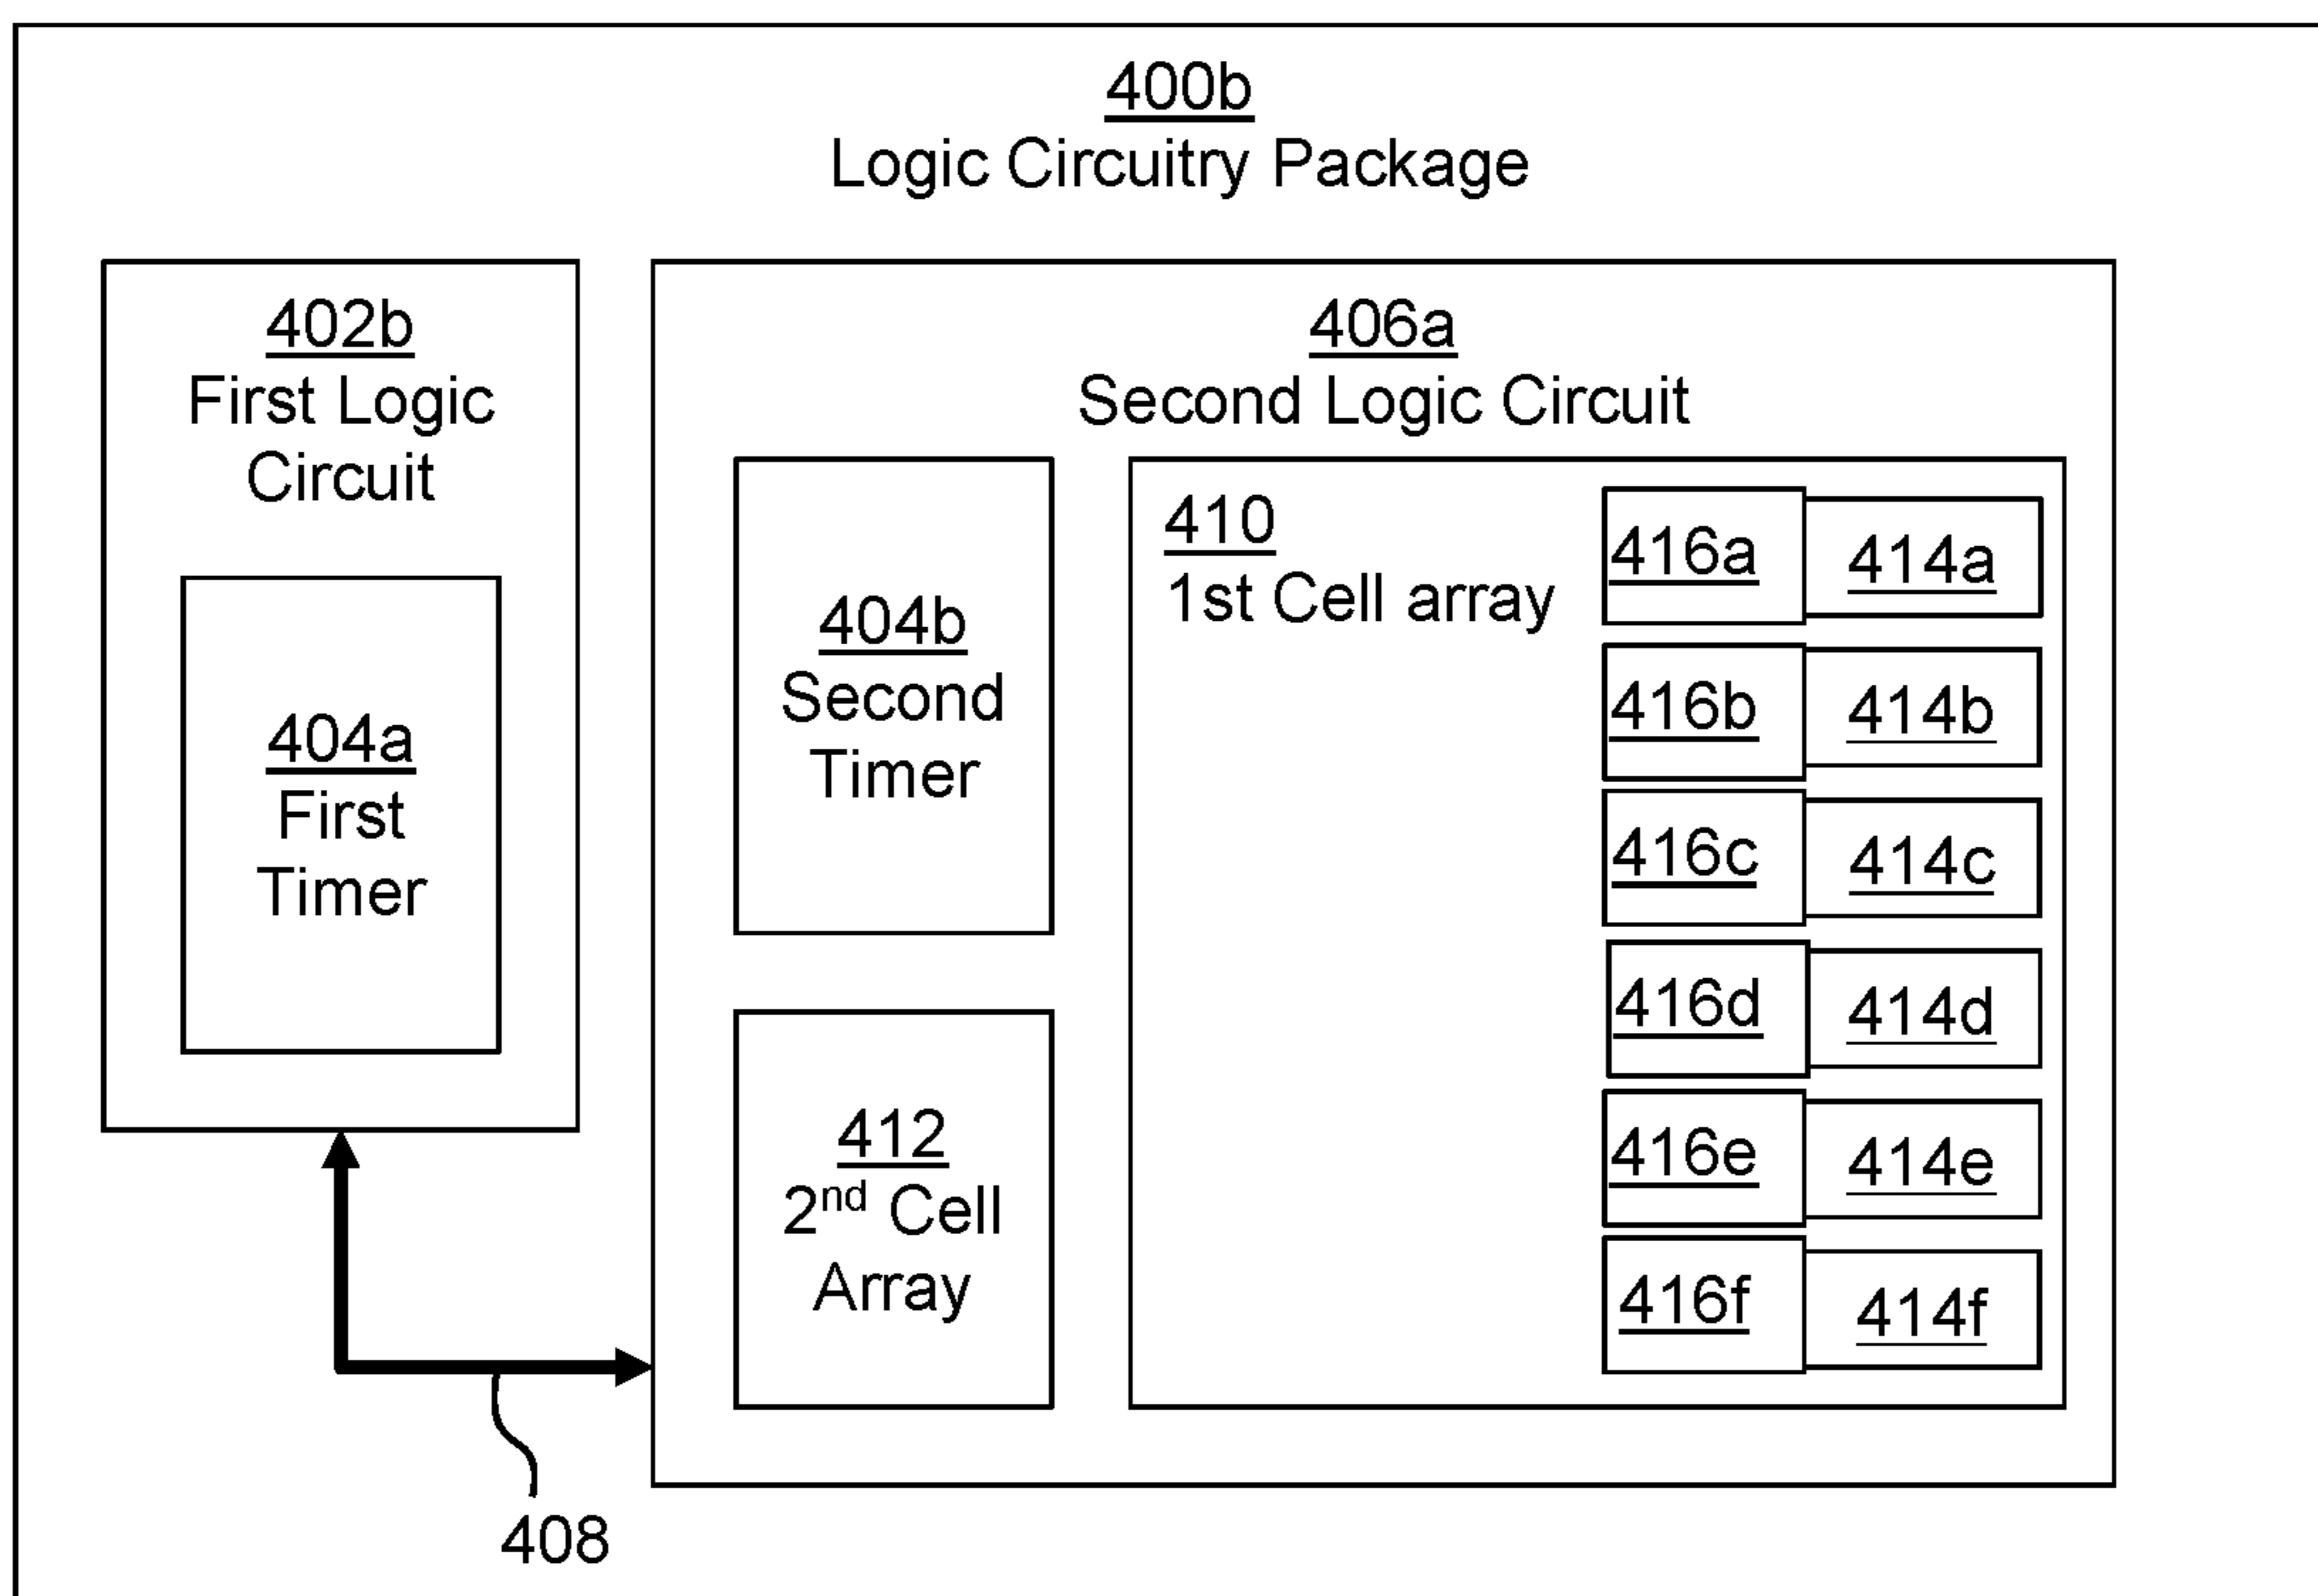 400b
Logic Circuitry Package
402b
First Logic
Circuit
404a
First
Timer
406a
Second Logic Circuit
404b
Second
Timer
412
2nd Cell
Array
410
1st Cell array
416a 414a
416b 414b
416c 414c
416d 414d
416e 414e
416f 414f
408